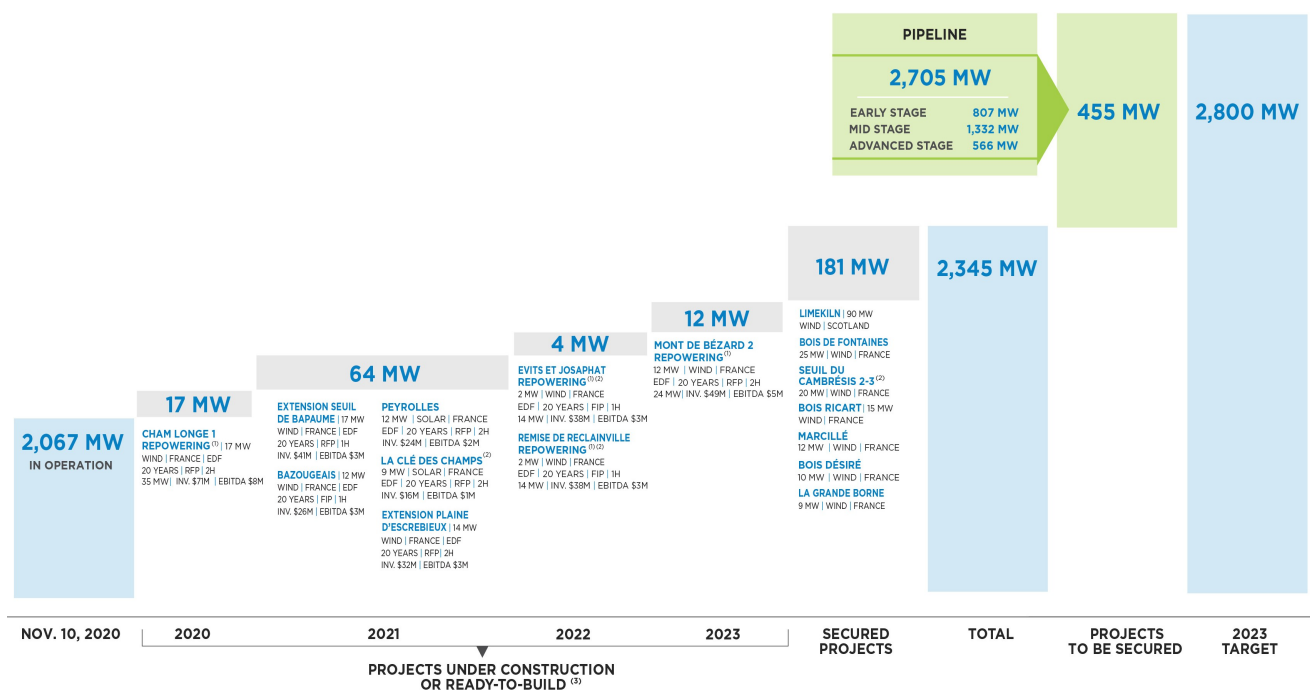 PIPELINE
2,705 MW
EARLY STAGE 807 MW
MID STAGE 1,332 MW
ADVANCED STAGE 566 MW
455 MW
2,800 MW
2,067 MW
IN OPERATION
17 MW
CHAM LONGE 1
REPOWERING (1) | 17 MW
WIND | FRANCE | EDF
20 YEARS | RFP | 2H
35 MW | INV. $71M | EBITDA $8M
64 MW
EXTENSION SEUIL
DE BAPAUME | 17 MW
WIND | FRANCE | EDF
20 YEARS | RFP | 1H
INV. $41M | EBITDA $3M
BAZOUGEAIS | 12 MW
WIND | FRANCE | EDF
20 YEARS | FIP | 1H
INV. $26M | EBITDA $3M
PEYROLLES
12 MW | SOLAR | FRANCE
EDF | 20 YEARS | RFP | 2H
INV. $24M | EBITDA $2M
LA CLÉ DES CHAMPS (2)
9 MW | SOLAR | FRANCE
EDF | 20 YEARS | RFP | 2H
INV. $16M | EBITDA $1M
EXTENSION PLAINE
D'ESCREBIEUX | 14 MW
WIND | FRANCE | EDF
20 YEARS | RFP | 2H
INV. $32M | EBITDA $3M
4 MW
EVITS ET JOSAPHAT
REPOWERING (1) (2)
2 MW | WIND | FRANCE
EDF | 20 YEARS | FIP | 1H
14 MW | INV. $38M | EBITDA $3M
REMISE DE RECLAINVILLE
REPOWERING (1) (2)
2 MW | WIND | FRANCE
EDF | 20 YEARS | FIP | 1H
14 MW | INV. $38M | EBITDA $3M
12 MW
MONT DE BÉZARD 2
REPOWERING (1)
12 MW | WIND | FRANCE
EDF | 20 YEARS | RFP | 2H
24 MW | INV. $49M | EBITDA $5M
181 MW
LIMEKILN | 90 MW
WIND | SCOTLAND
BOIS DE FONTAINES
25 MW | WIND | FRANCE
SEUIL DU
CAMBRÉSIS 2-3 (2)
20 MW | WIND | FRANCE
BOIS RICART | 15 MW
WIND | FRANCE
MARCILLÉ
12 MW | WIND | FRANCE
BOIS DÉSIRÉ
10 MW | WIND | FRANCE
LA GRANDE BORNE
9 MW | WIND | FRANCE
2,345 MW
NOV. 10, 2020
2020
2021
2022
2023
SECURED
PROJECTS
TOTAL
PROJECTS
TO BE SECURED
2023
TARGET
PROJECTS UNDER CONSTRUCTION
OR READY-TO-BUILD (3)